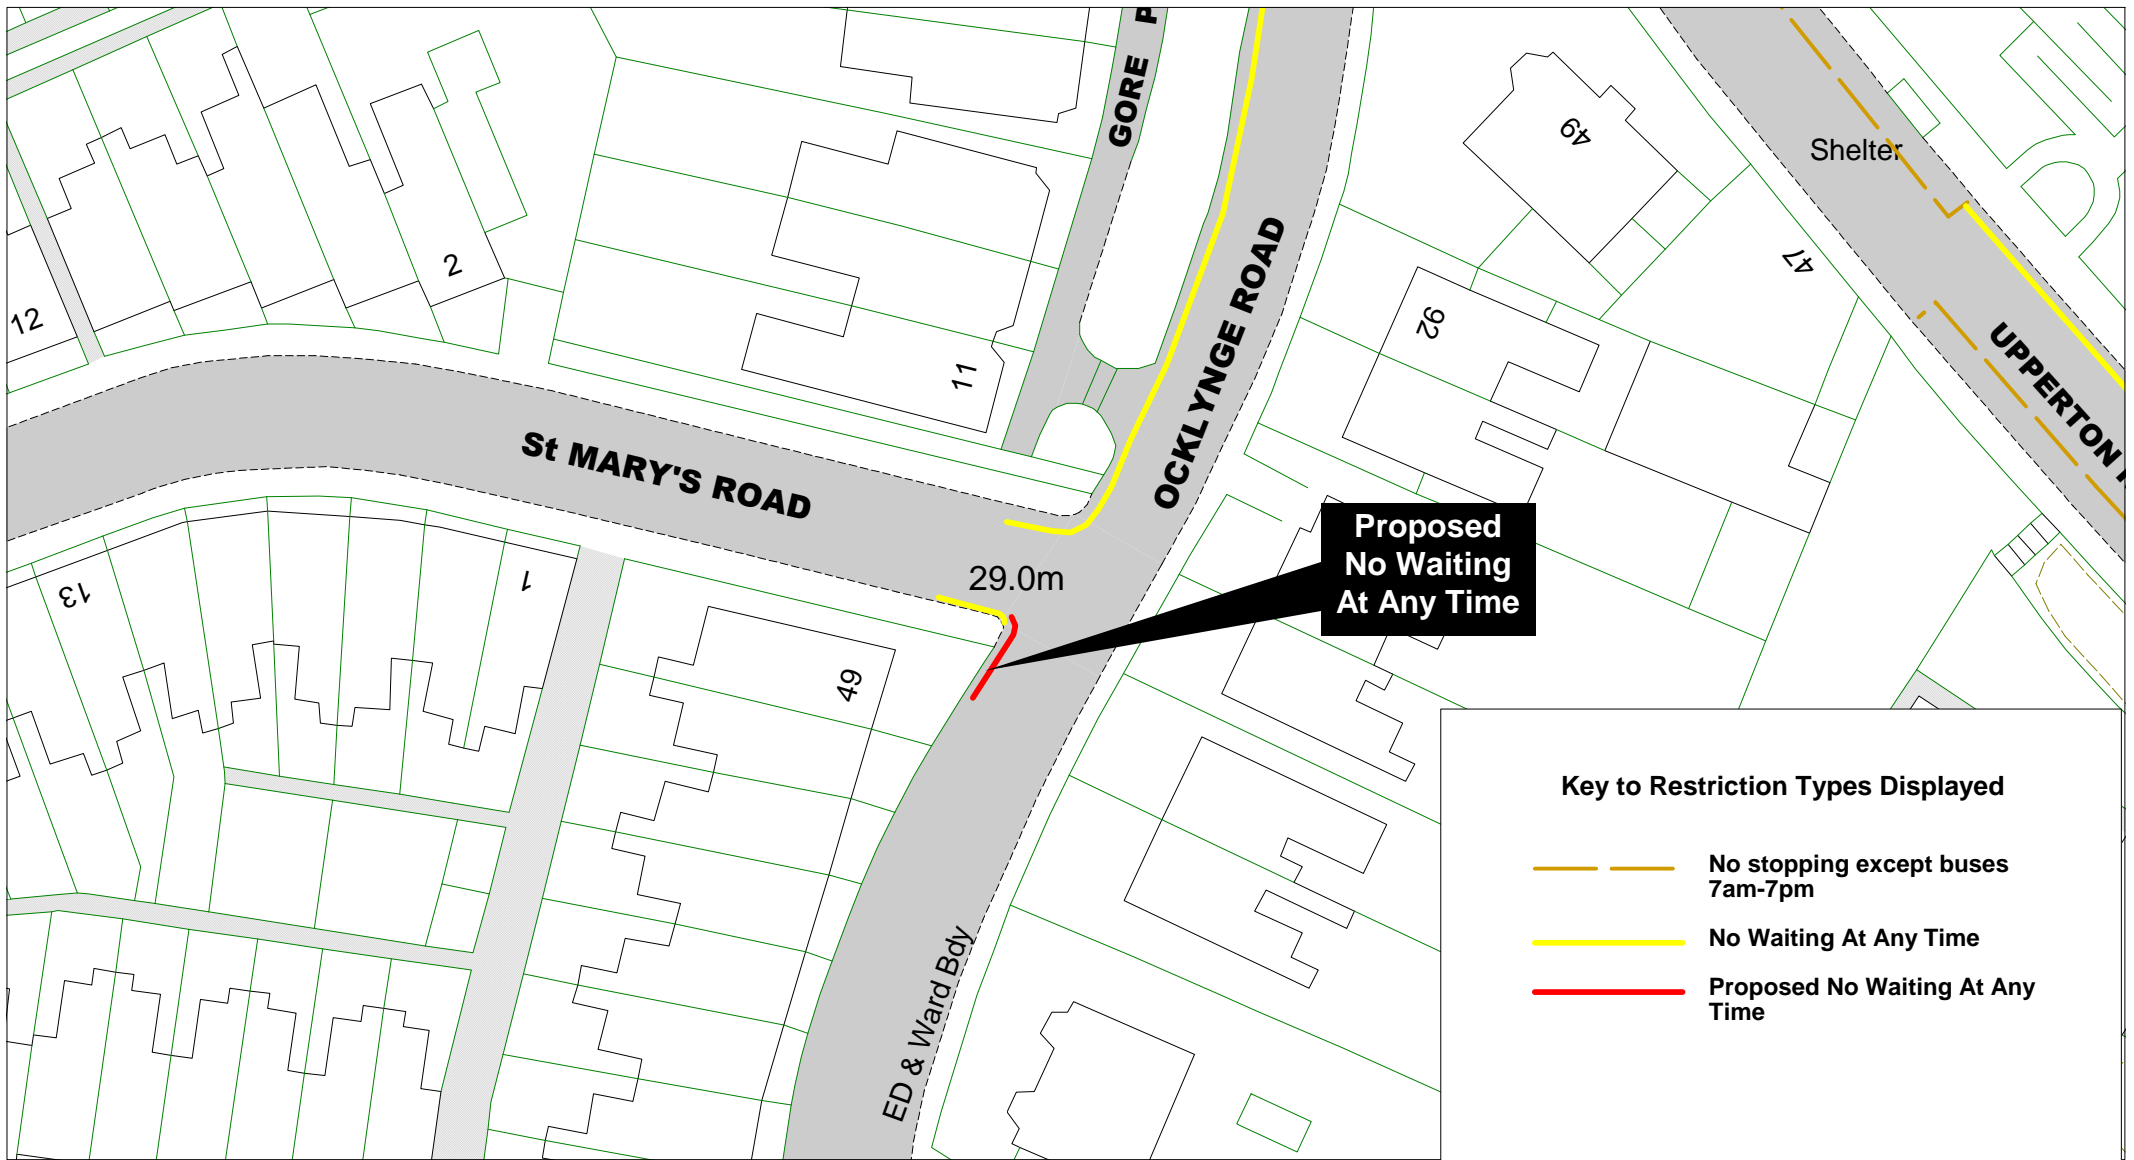 GORE P
Shelter
49
47
2
12
92
11
OCKLYNGE ROAD
UPPERTON
St MARY'S ROAD
Proposed
No Waiting
At Any Time
29.0m
13
1
49
ED & Ward Bdy
Key to Restriction Types Displayed
No stopping except buses
7am-7pm
No Waiting At Any Time
Proposed No Waiting At Any
Time